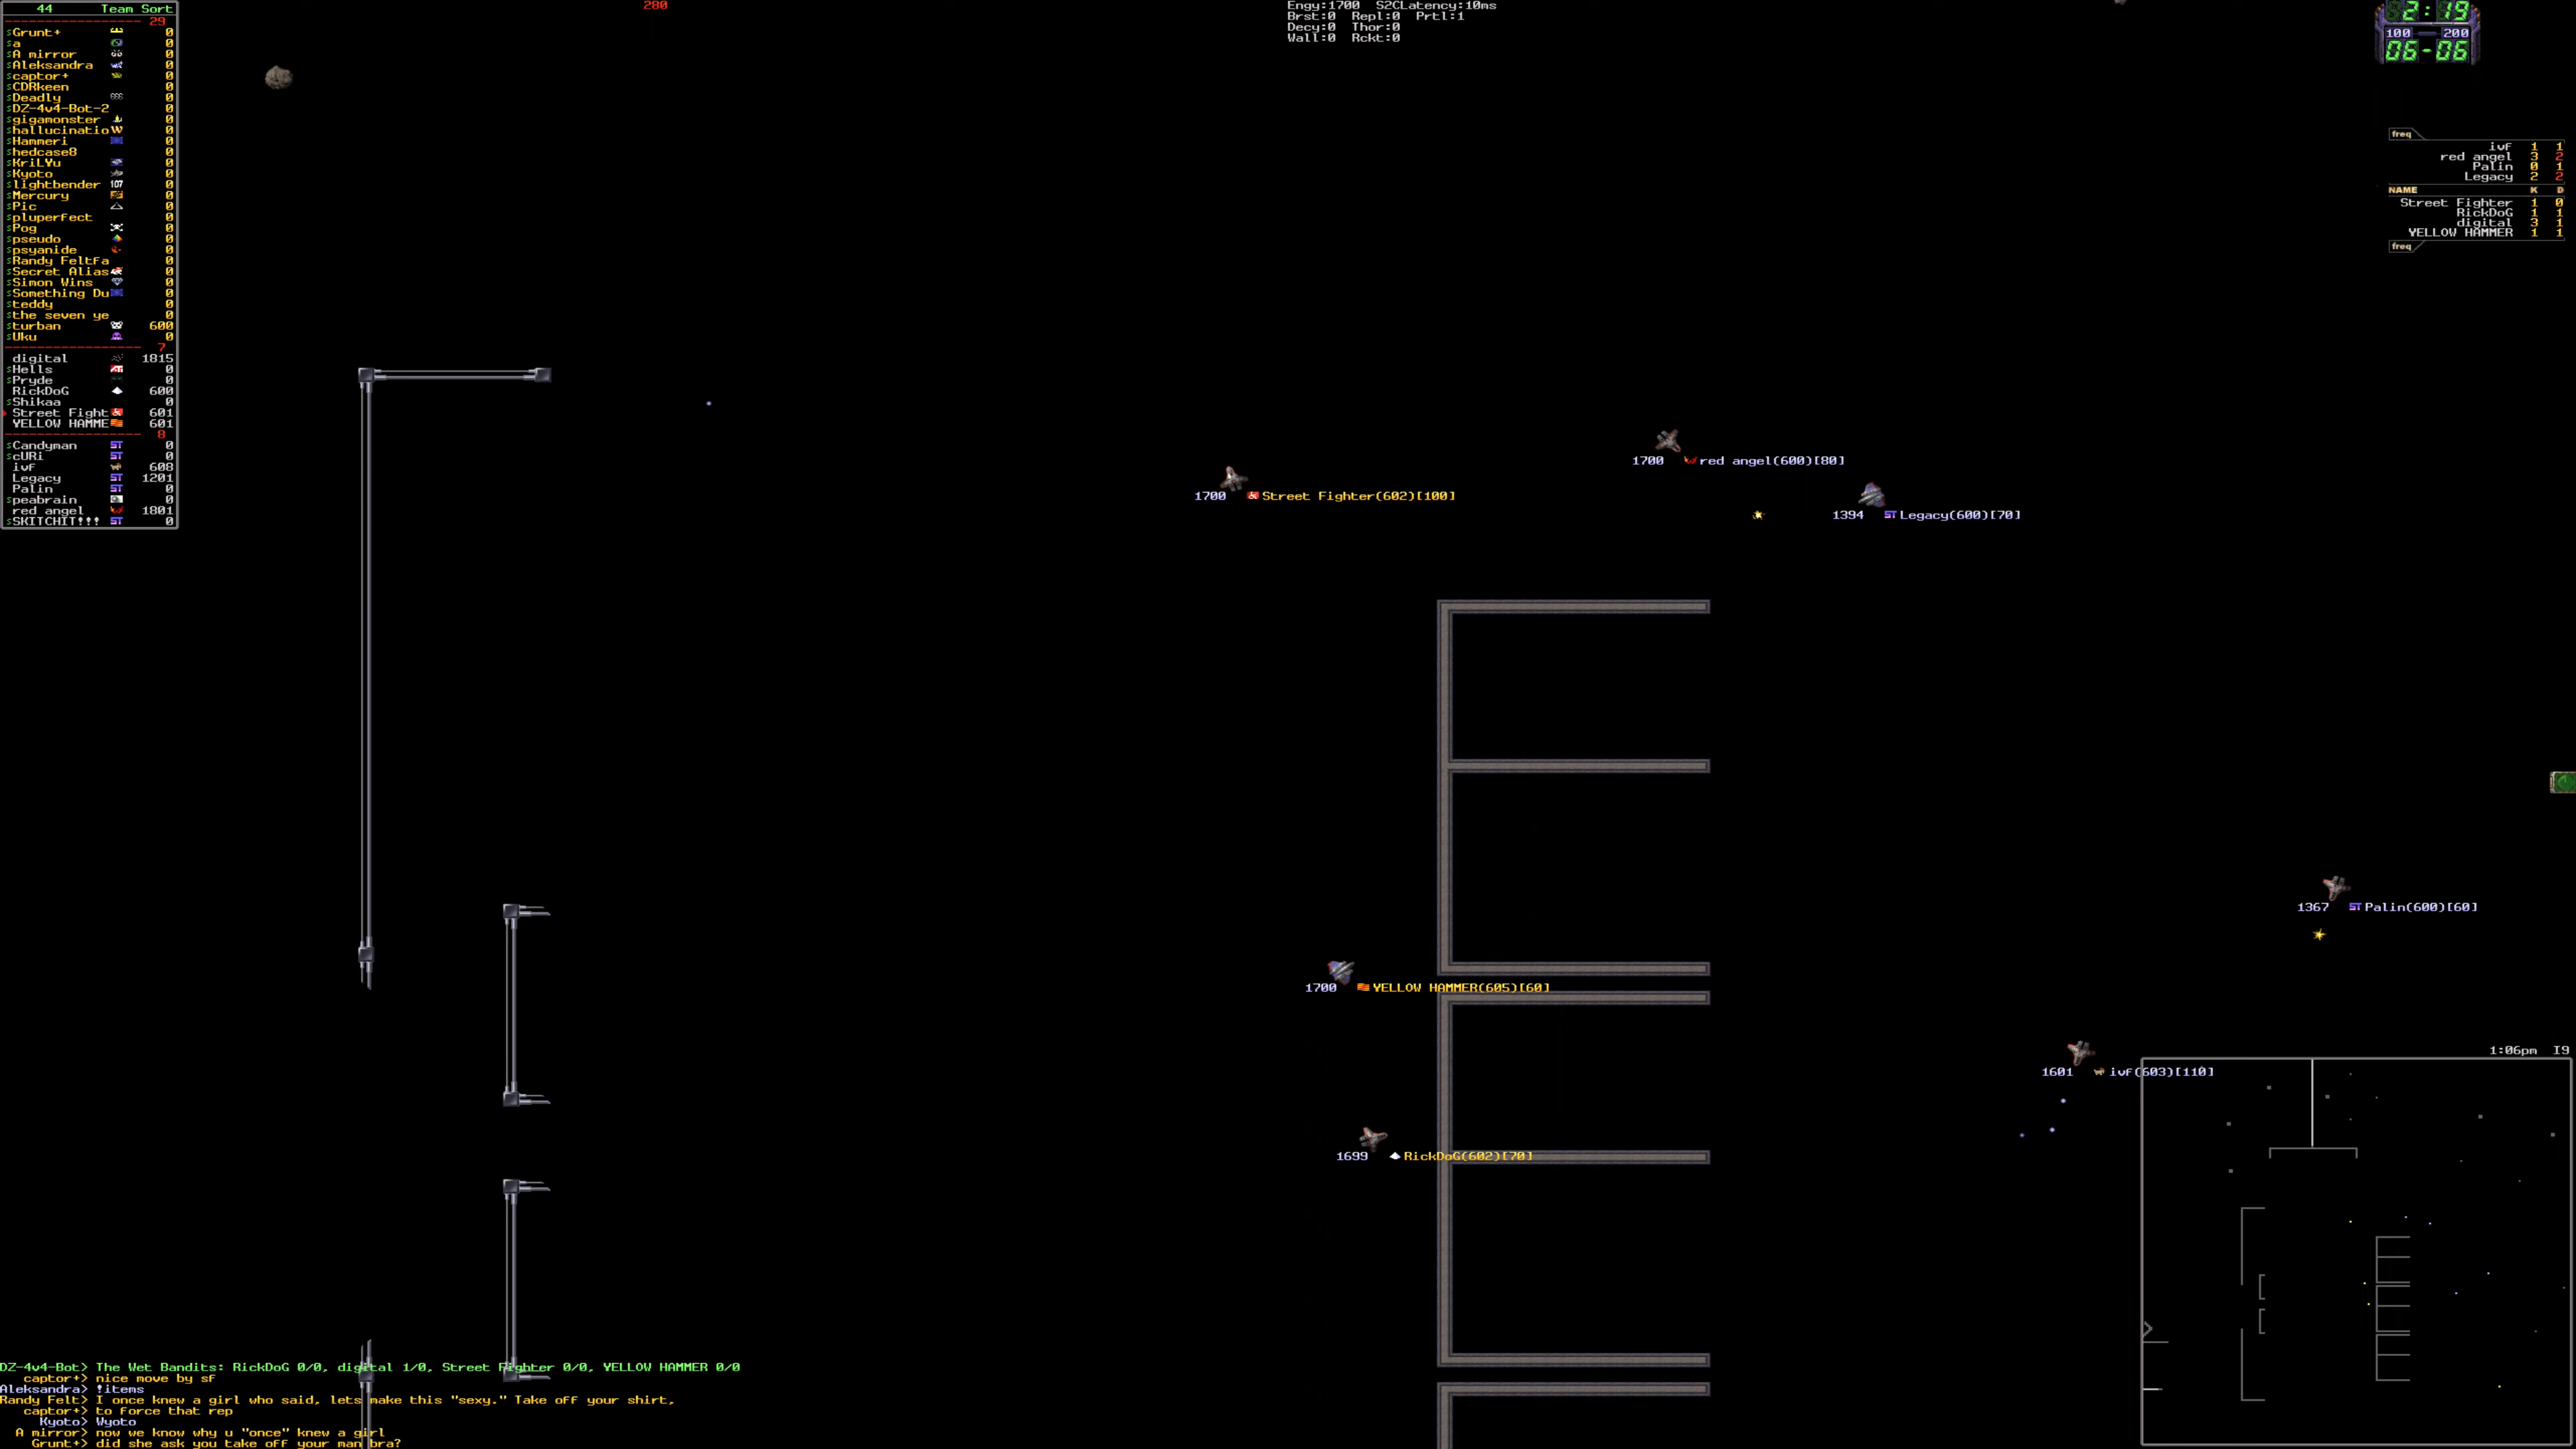 44 Team Sort
29
$Grunt+ 0
$a 0
$A mirror 0
$Aleksandra 0
$captor+ 0
$CDRkeen 0
$Deadly 0
$DZ-4v4-Bot-2 0
$gigamonster 0
$hallucinatio W 0
$Hammeri 0
$hedcase8 0
$KriLYu 0
$Kyoto 0
$lightbender 107 0
$Mercury 0
$Pic 0
$pluperfect 0
$Pog 0
$pseudo 0
$psyanide 0
$Randy Feltfa 0
$Secret Alias 0
$Simon Wins 0
$Something Du 0
$teddy 0
$the seven ye 0
$turban 600
$Uku 0
7
digital 1815
$Hells 0
$Pryde 0
RickDoG 600
$Shikaa 0
Street Fight 601
YELLOW HAMME 601
8
$Candyman ST 0
$cURi ST 0
ivf 608
Legacy ST 1201
Palin ST 0
$peabrain 0
red angel 1801
$SKITCHIT!!! ST 0
280
Engy:1700 S2CLatency:10ms
Brst:0 Repl:0 Prtl:1
Decy:0 Thor:0
Wall:0 Rckt:0
2:19
100 200
06-06
freq
ivf 1 1
red angel 3 2
Palin 0 1
Legacy 2 2
NAME K D
Street Fighter 1 0
RickDoG 1 1
digital 3 1
YELLOW HAMMER 1 1
freq
1700 red angel(600)[80]
1700 Street Fighter(602)[100]
1394 ST Legacy(600)[70]
1367 ST Palin(600)[60]
1700 YELLOW HAMMER(605)[60]
1601 ivf(603)[110]
1699 RickDoG(602)[70]
1:06pm I9
DZ-4v4-Bot> The Wet Bandits: RickDoG 0/0, digital 1/0, Street Fighter 0/0, YELLOW HAMMER 0/0
captor+> nice move by sf
Aleksandra> !items
Randy Felt> I once knew a girl who said, lets make this "sexy." Take off your shirt,
captor+> to force that rep
Kyoto> Wyoto
A mirror> now we know why u "once" knew a girl
Grunt+> did she ask you take off your man bra?